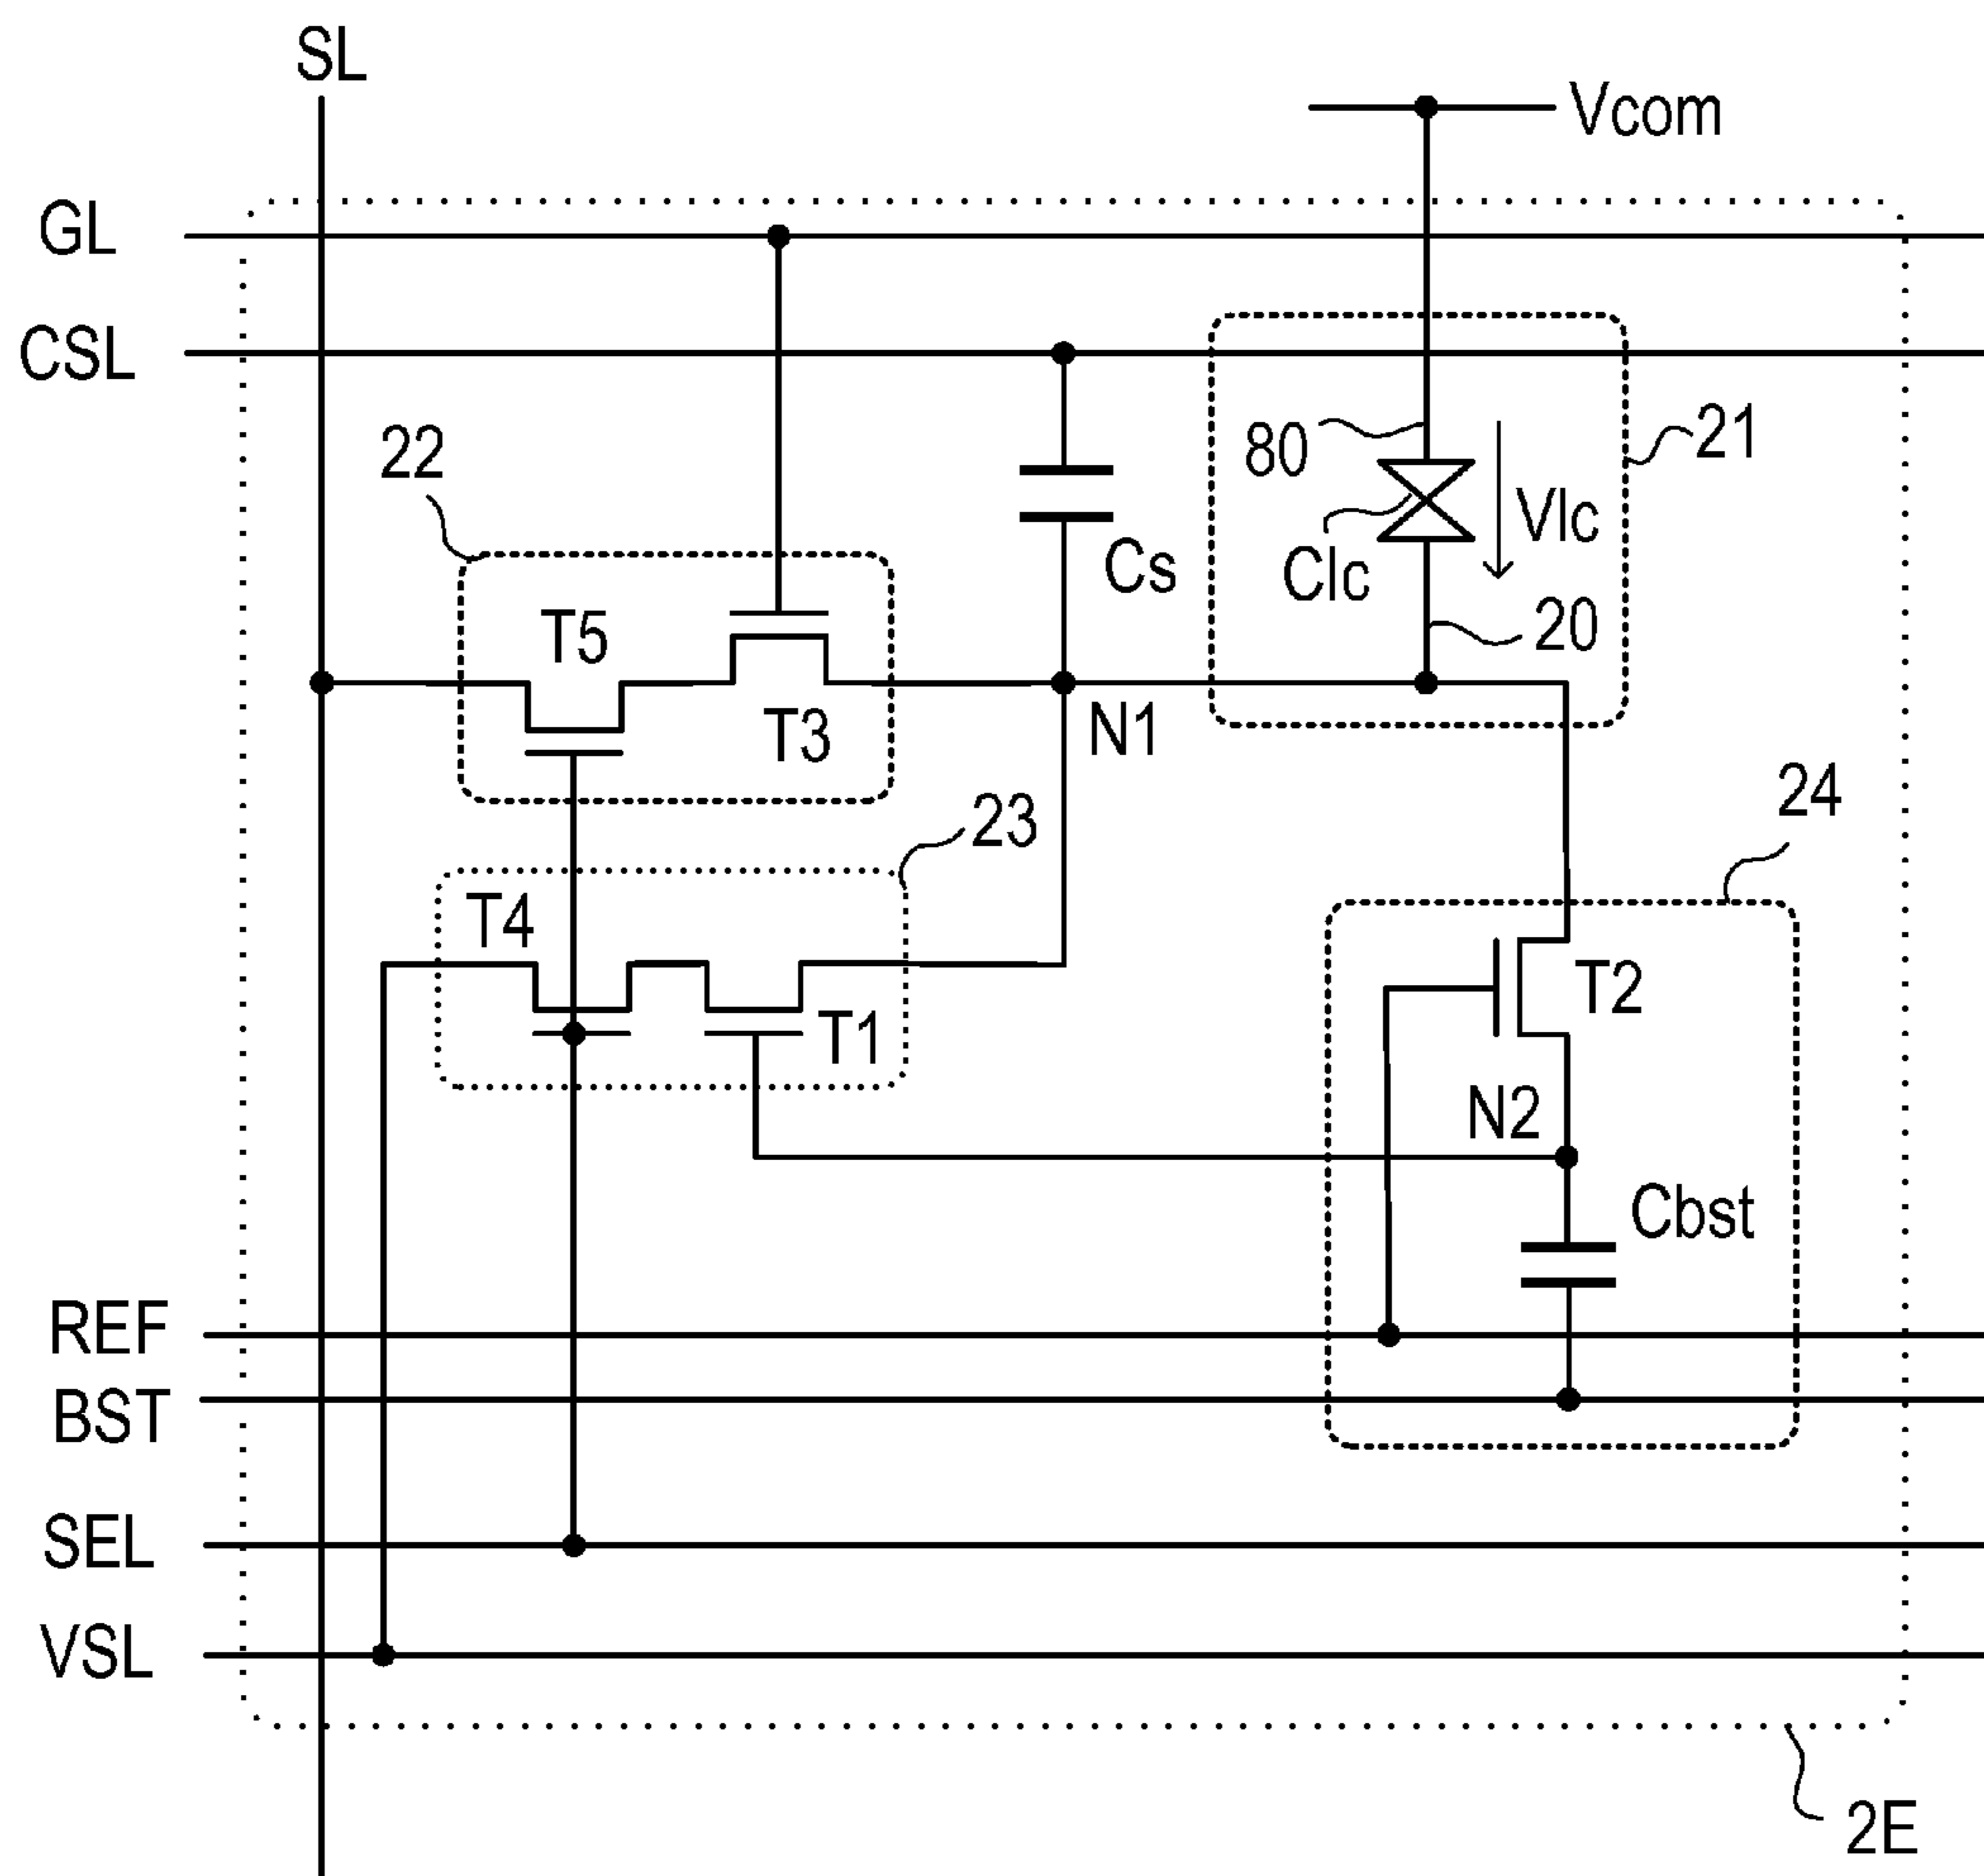 SL
Vcom
GL
CSL
22
80
21
Vlc
Clc
Cs
20
T5
T3
N1
24
23
T4
T1
T2
N2
Cbst
REF
BST
SEL
VSL
2E